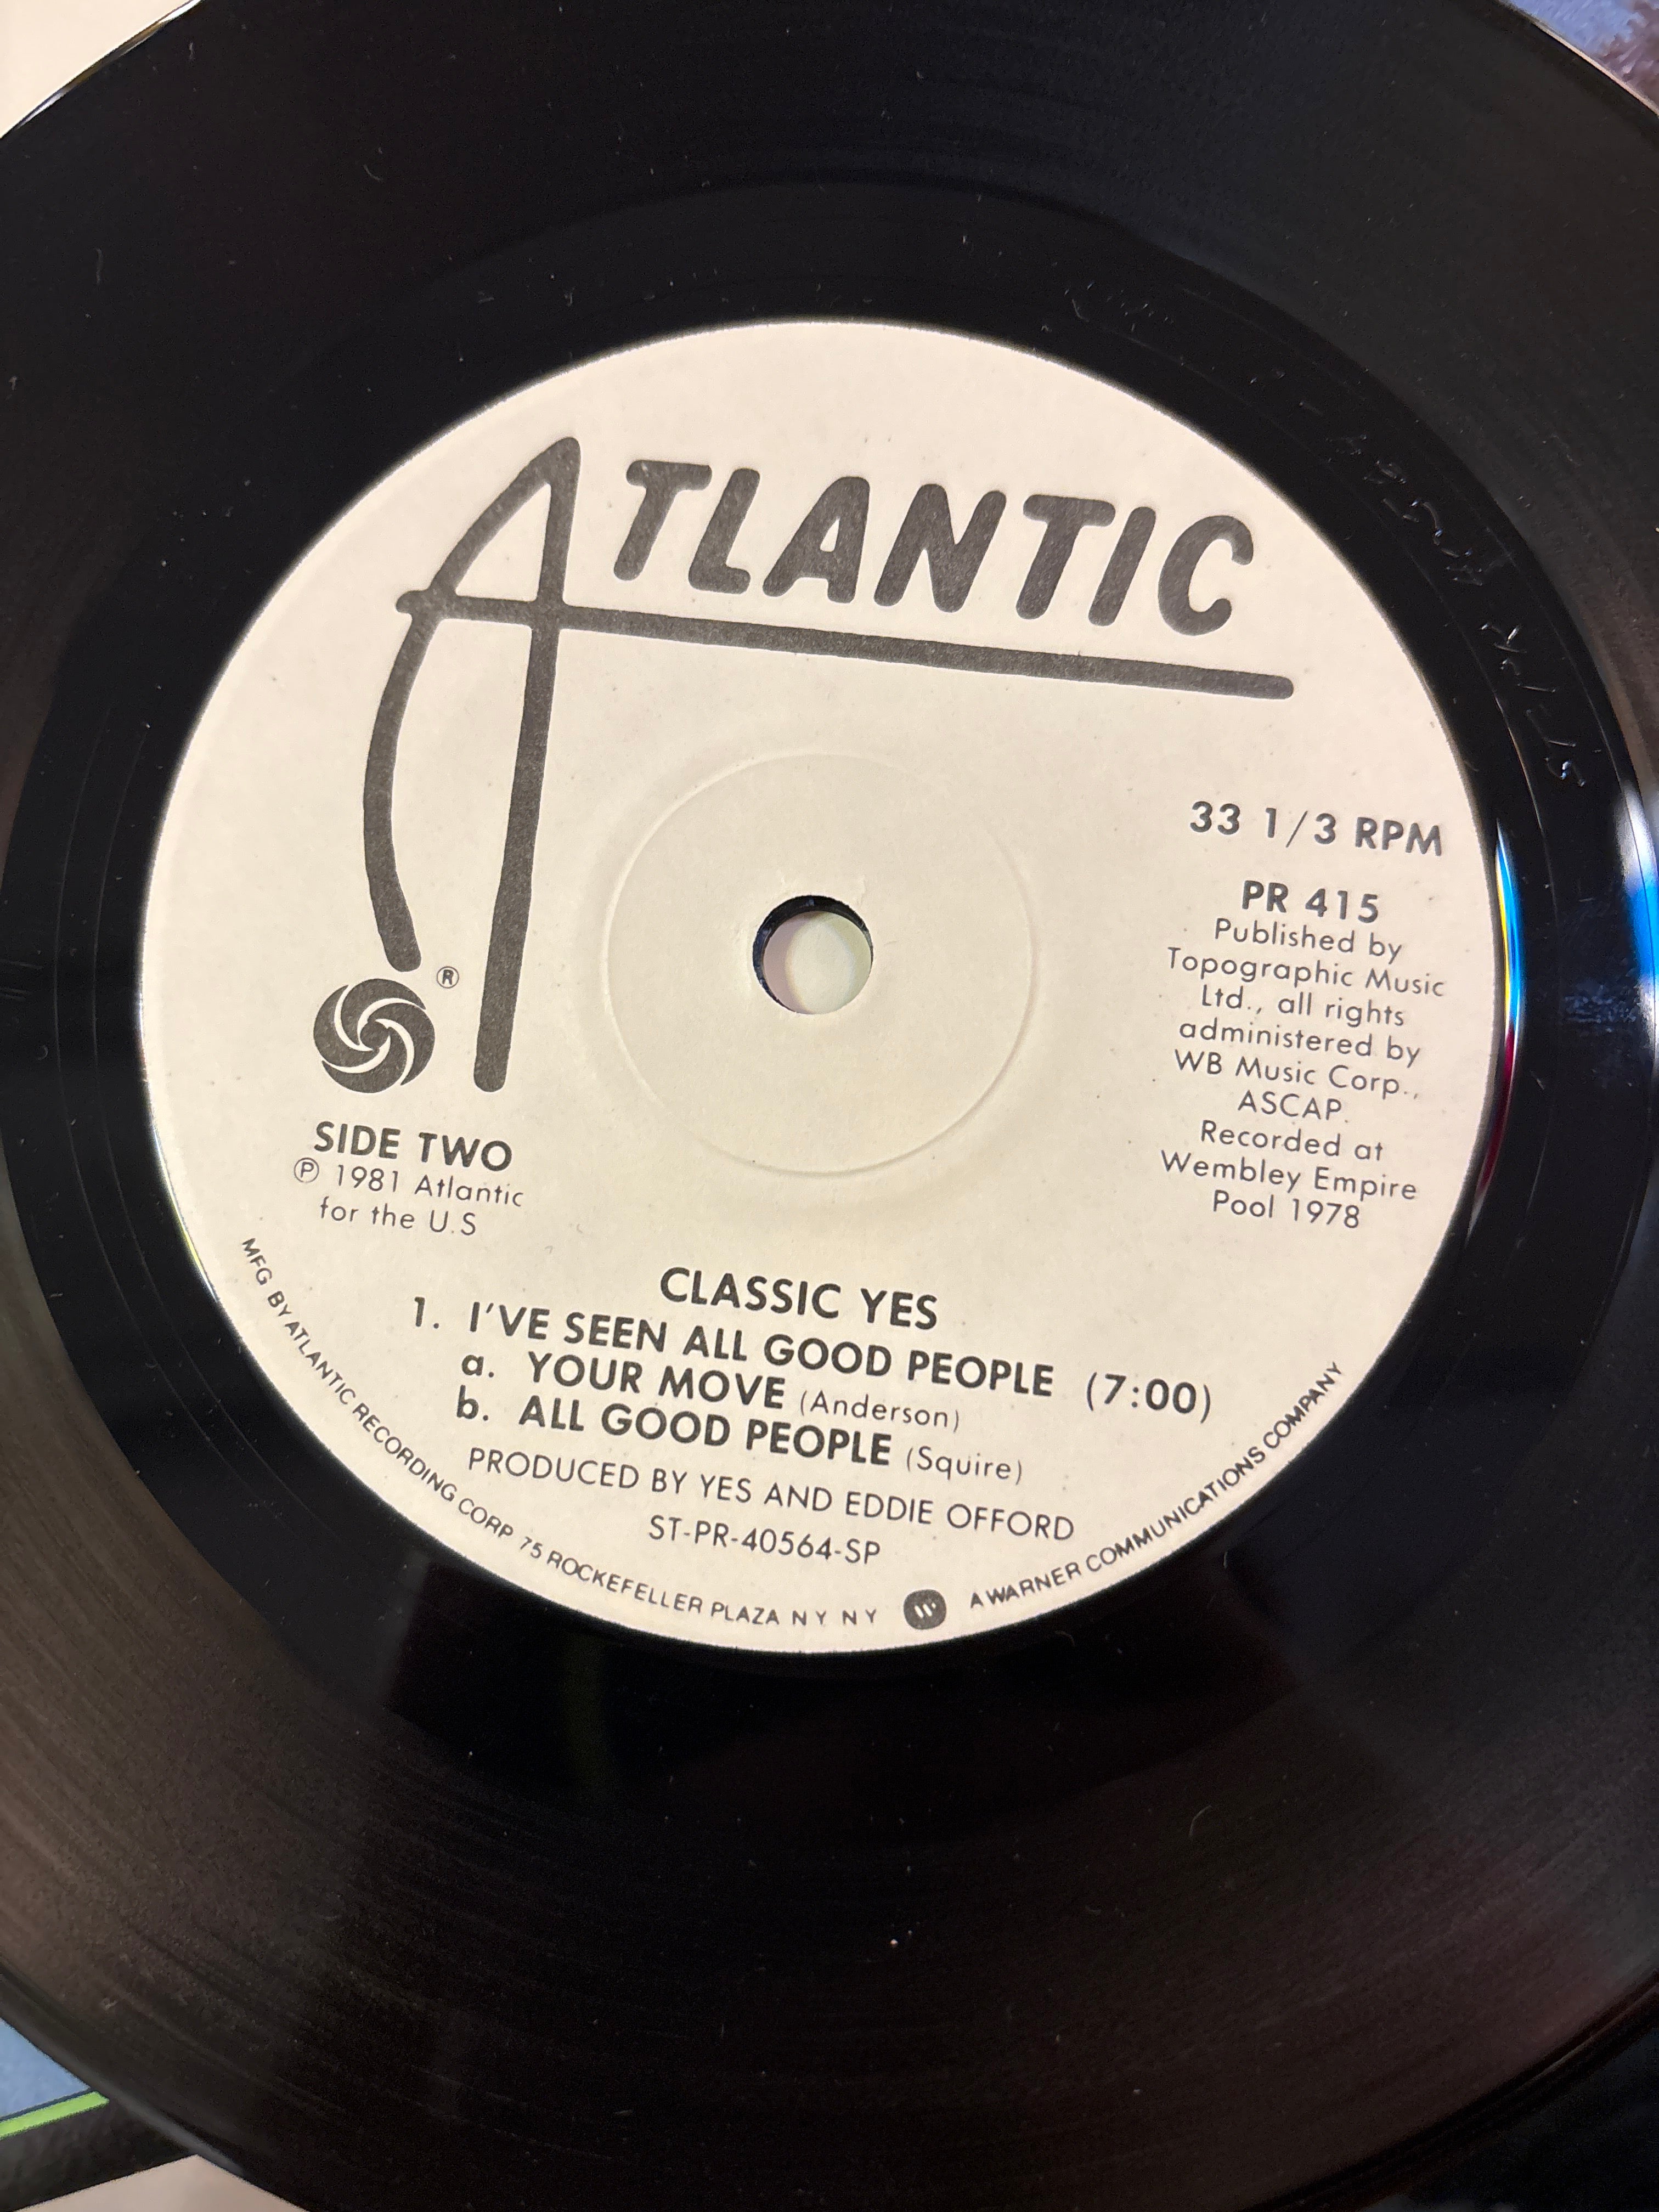 ATLANTIC
®
33 1/3 RPM
PR 415
Published by
Topographic Music
Ltd., all rights
administered by
WB Music Corp.,
ASCAP.
Recorded at
Wembley Empire
Pool 1978
SIDE TWO
℗ 1981 Atlantic
for the U.S
CLASSIC YES
1. I'VE SEEN ALL GOOD PEOPLE (7:00)
a. YOUR MOVE (Anderson)
b. ALL GOOD PEOPLE (Squire)
PRODUCED BY YES AND EDDIE OFFORD
ST-PR-40564-SP
MFG BY ATLANTIC RECORDING CORP 75 ROCKEFELLER PLAZA N Y N Y
A WARNER COMMUNICATIONS COMPANY